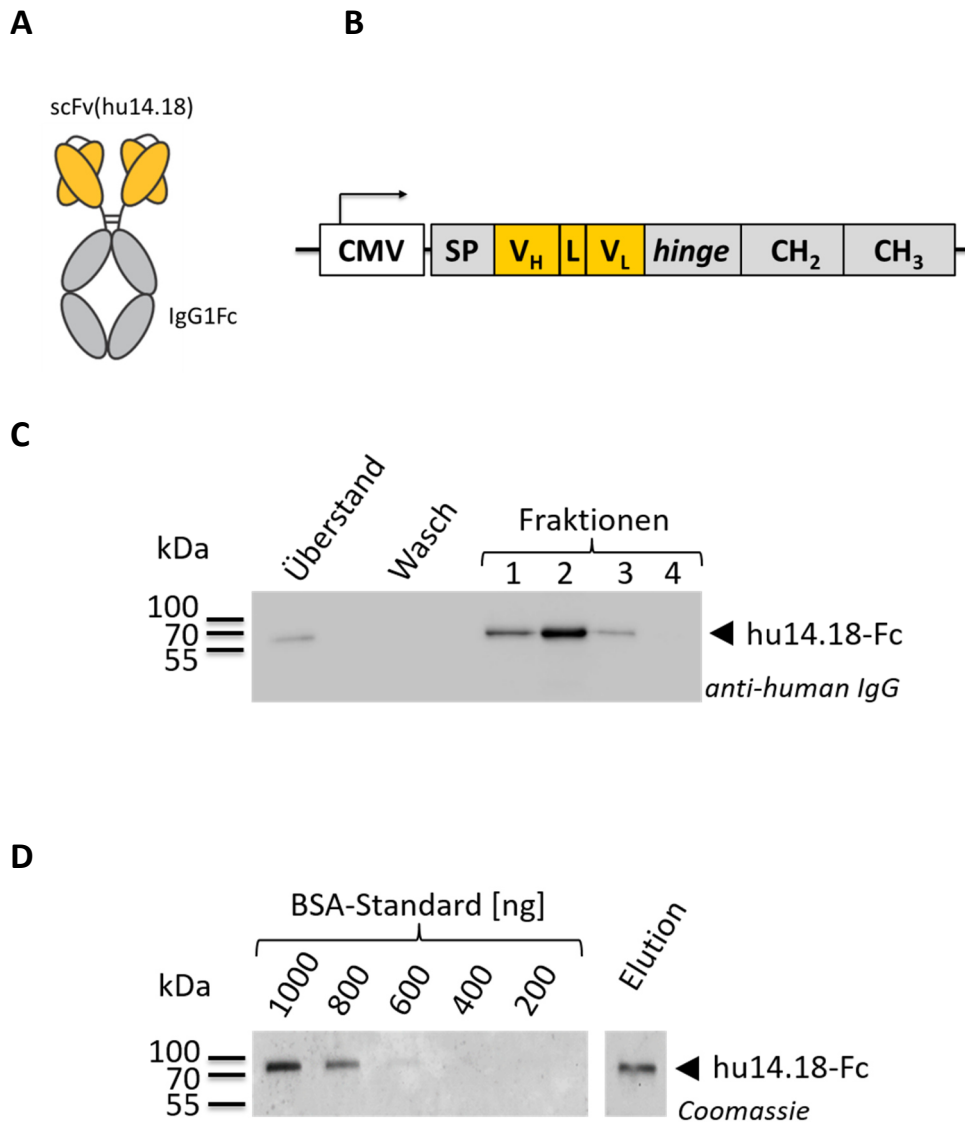 A
B
scFv(hu14.18)
IgG1Fc
CMV SP VH L VL hinge CH2 CH3
C
kDa
Überstand
Wasch
Fraktionen
1 2 3 4
100
70
55
hu14.18-Fc
anti-human IgG
D
BSA-Standard [ng]
1000 800 600 400 200
Elution
kDa
100
70
55
hu14.18-Fc
Coomassie